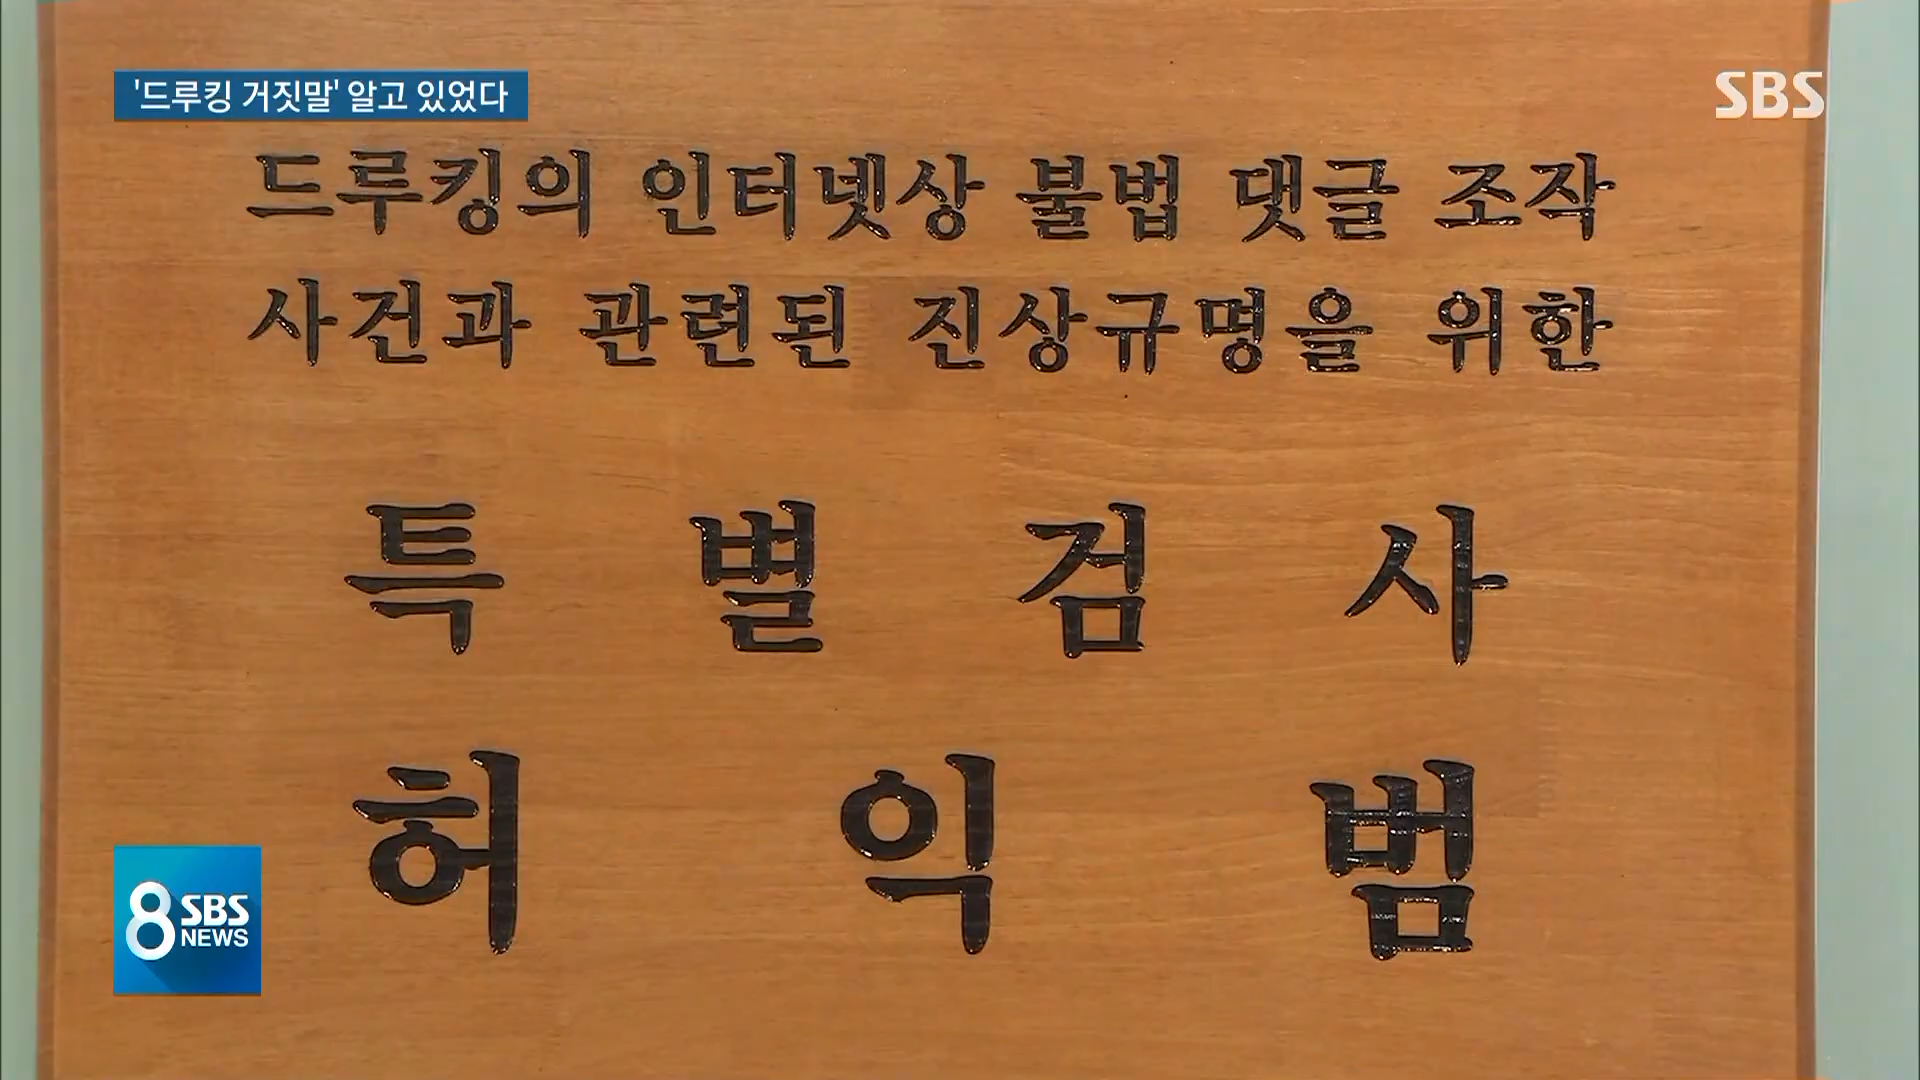 '드루킹 거짓말' 알고 있었다
SBS
드루킹의 인터넷상 불법 댓글 조작
사건과 관련된 진상규명을 위한
특별검사
허익범
8 SBS NEWS